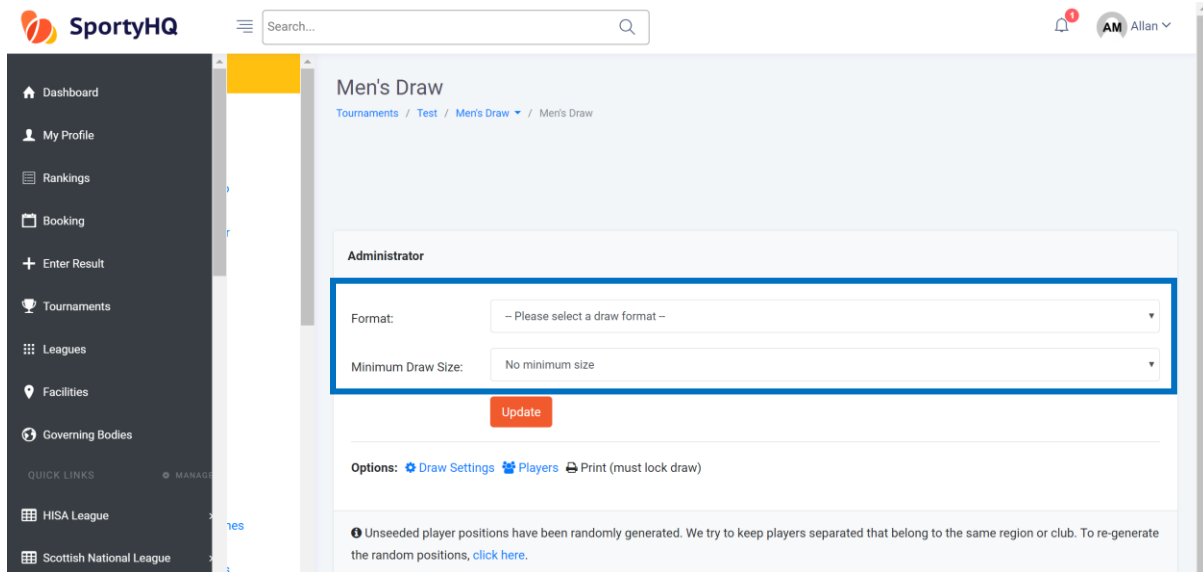 SportyHQ
Search...
1
AM Allan
Dashboard
My Profile
Rankings
Booking
Enter Result
Tournaments
Leagues
Facilities
Governing Bodies
QUICK LINKS MANAGE
HISA League
Scottish National League
Men's Draw
Tournaments / Test / Men's Draw / Men's Draw
Administrator
Format: -- Please select a draw format --
Minimum Draw Size: No minimum size
Update
Options: Draw Settings Players Print (must lock draw)
Unseeded player positions have been randomly generated. We try to keep players separated that belong to the same region or club. To re-generate
the random positions, click here.